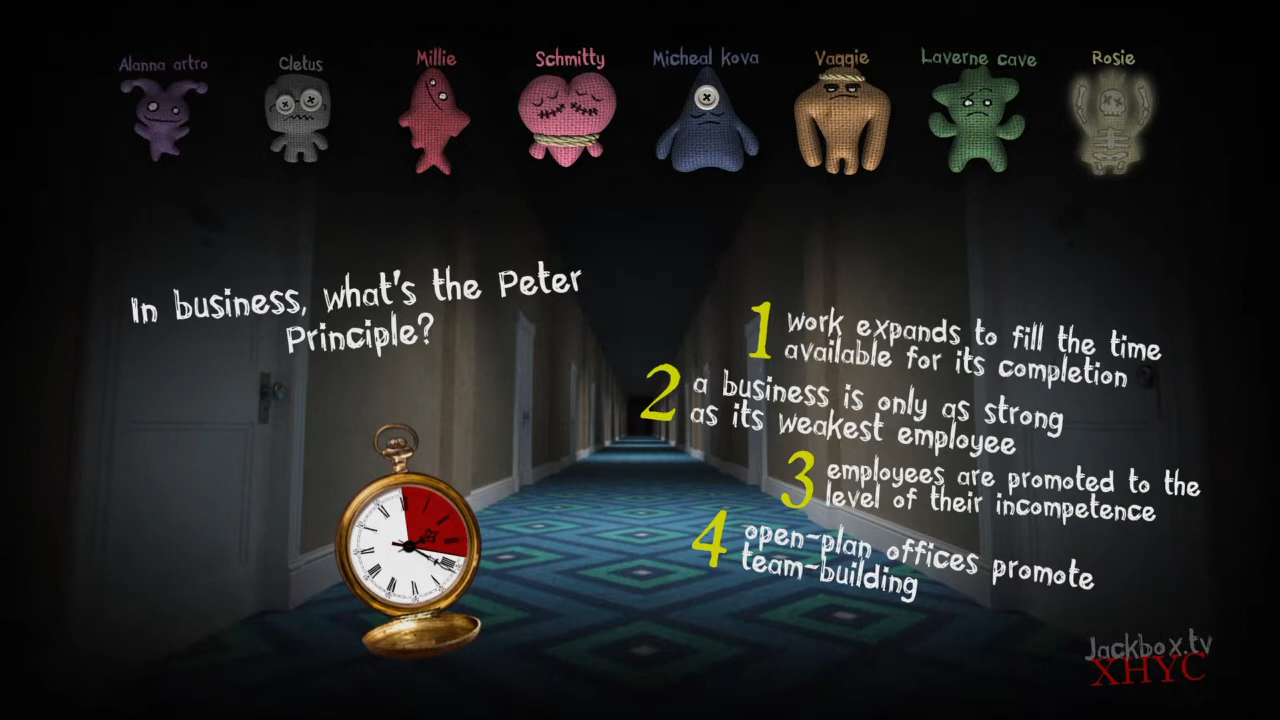 Alanna artro
Cletus
Millie
Schmitty
Micheal kova
Vaggie
Laverne cave
Rosie
In business, what's the Peter
Principle?
1 work expands to fill the time
available for its completion
2 a business is only as strong
as its weakest employee
3 employees are promoted to the
level of their incompetence
4 open-plan offices promote
team-building
Jackbox.tv
XHYC